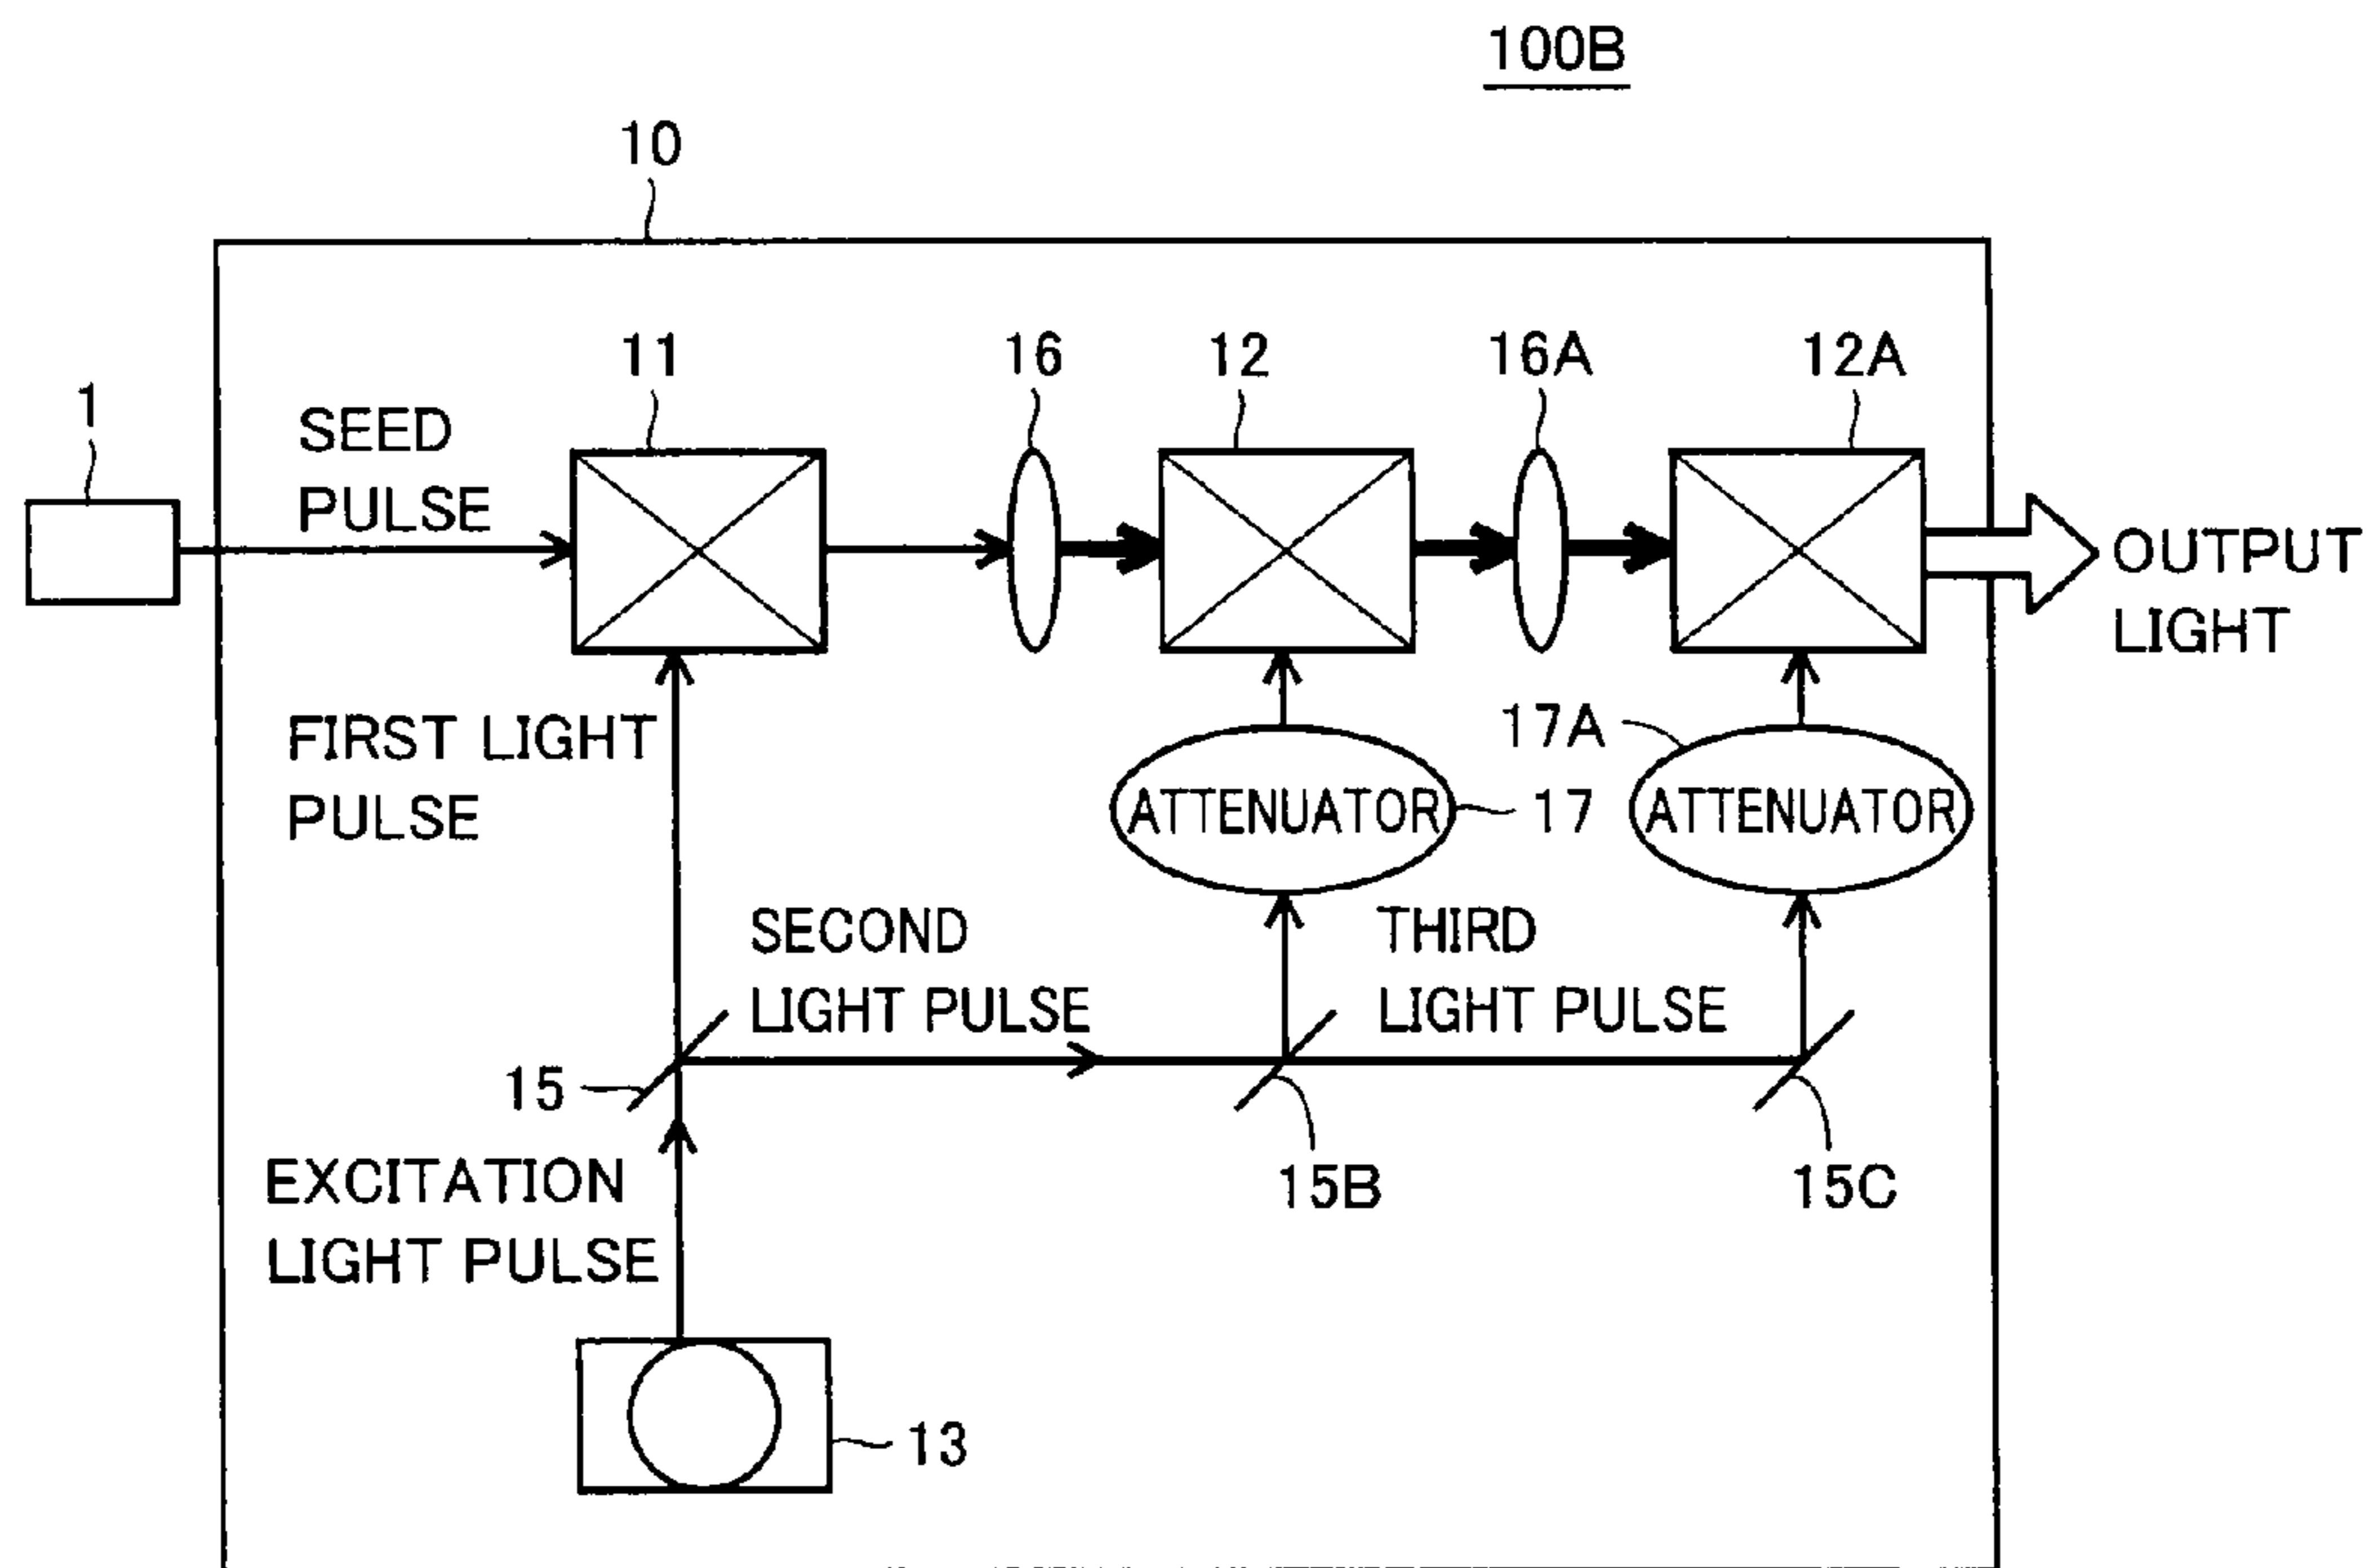 100B
10
11
16
12
16A
12A
1
SEED
PULSE
OUTPUT
LIGHT
FIRST LIGHT
PULSE
17A
ATTENUATOR
17
ATTENUATOR
SECOND
LIGHT PULSE
THIRD
LIGHT PULSE
15
15B
15C
EXCITATION
LIGHT PULSE
13